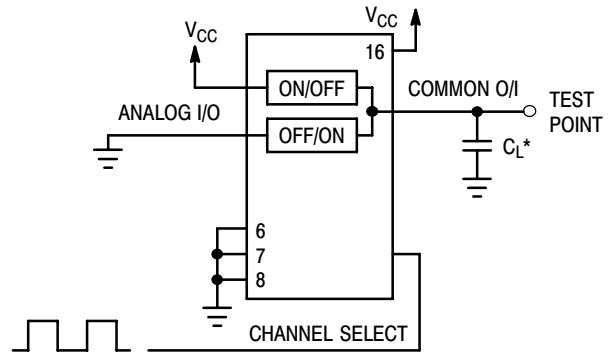 VCC
VCC
16
ON/OFF
COMMON O/I
TEST
POINT
ANALOG I/O
OFF/ON
CL*
6
7
8
CHANNEL SELECT